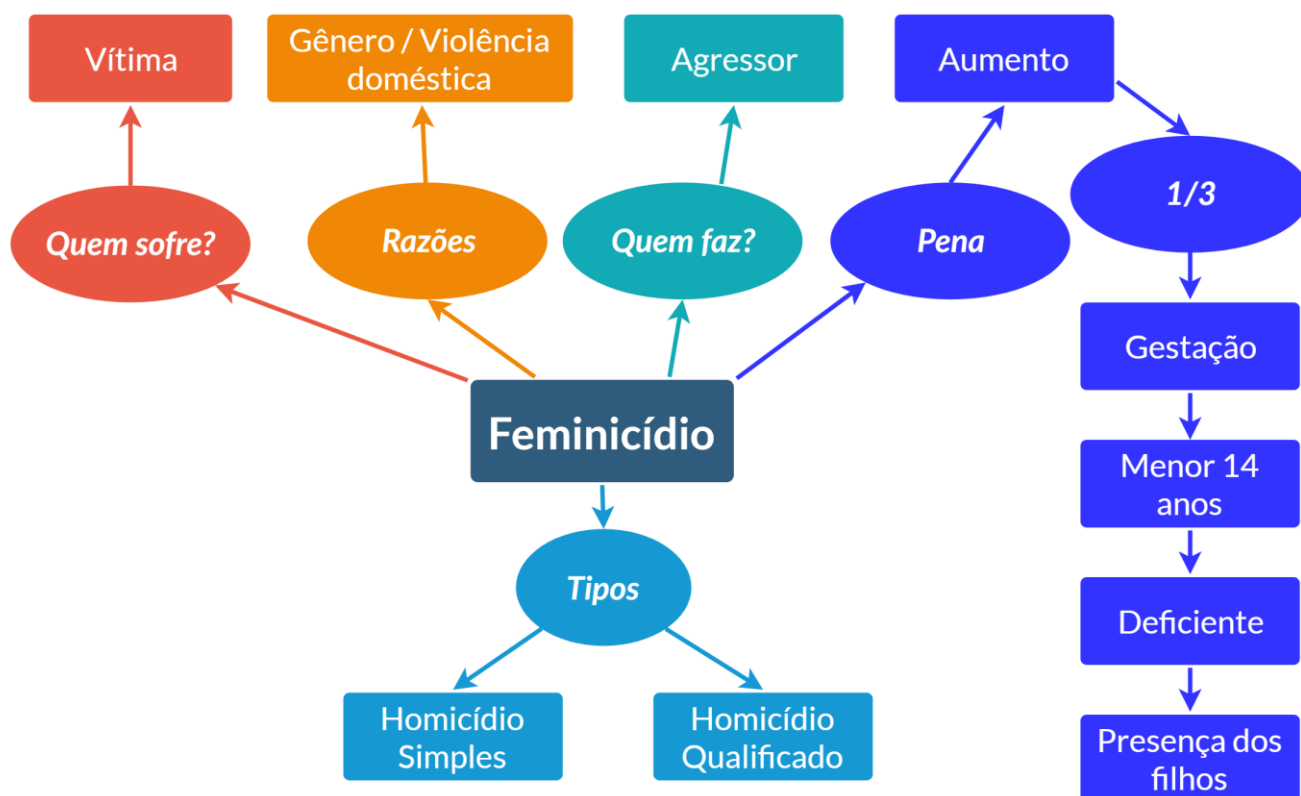 Vítima
Gênero / Violência
doméstica
Agressor
Aumento
Quem sofre?
Razões
Quem faz?
Pena
1/3
Feminicídio
Gestação
Menor 14
anos
Tipos
Deficiente
Homicídio
Simples
Homicídio
Qualificado
Presença dos
filhos